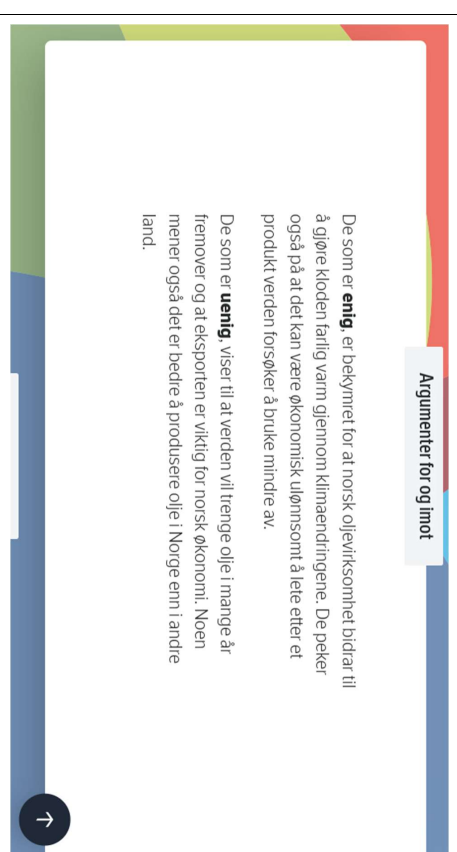 Argumenter for og imot
De som er enig, er bekymret for at norsk oljevirksomhet bidrar til
å gjøre kloden farlig varm gjennom klimaendringene. De peker
også på at det kan være økonomisk ulønnsomt å lete etter et
produkt verden forsøker å bruke mindre av.
De som er uenig, viser til at verden vil trenge olje i mange år
fremover og at eksporten er viktig for norsk økonomi. Noen
mener også det er bedre å produsere olje i Norge enn i andre
land.